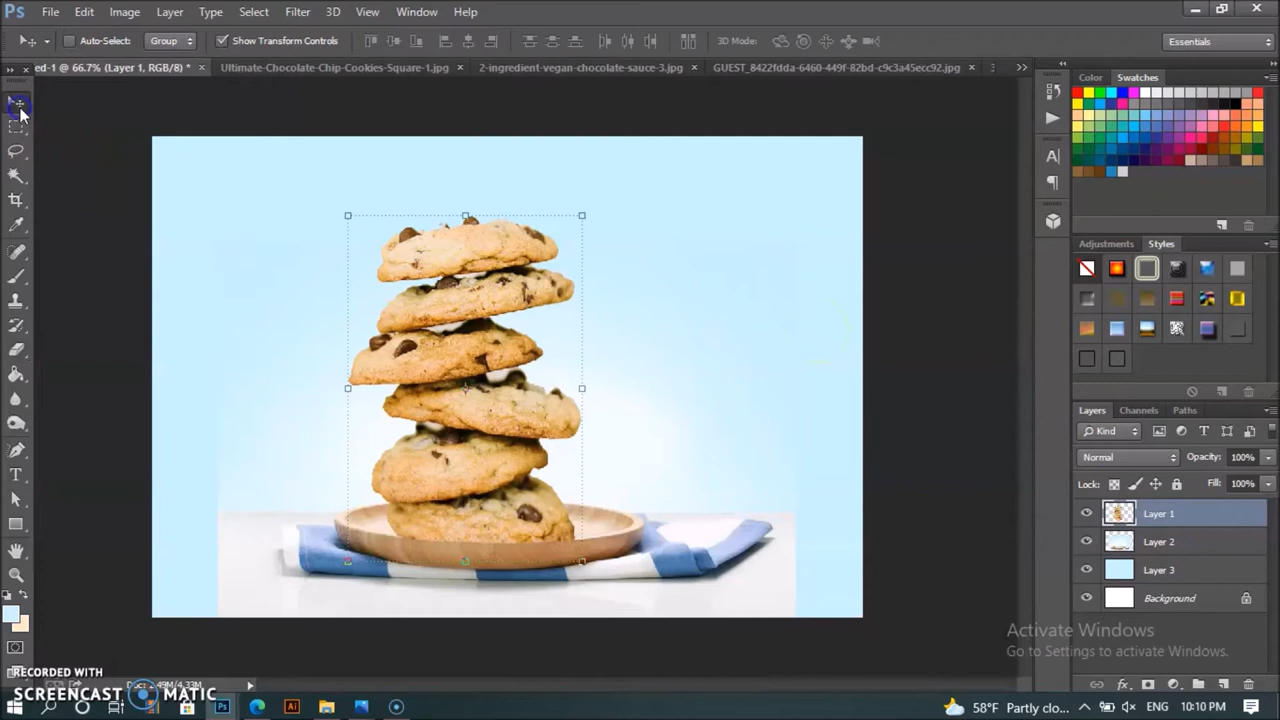 Ps File Edit Image Layer Type Select Filter 3D View Window Help
Auto-Select: Group Show Transform Controls 3D Mode: Essentials
ed-1 @ 66.7% (Layer 1, RGB/8) * × Ultimate-Chocolate-Chip-Cookies-Square-1.jpg × 2-ingredient-vegan-chocolate-sauce-3.jpg × GUEST_8422fdda-6460-449f-82bd-c9c3a45ecc92.jpg ×
Color Swatches
Adjustments Styles
Layers Channels Paths
Kind
Normal Opacity: 100%
Lock: Fill: 100%
Layer 1
Layer 2
Layer 3
Background
Activate Windows
Go to Settings to activate Windows.
RECORDED WITH
SCREENCAST MATIC
58°F Partly clo... ENG 10:10 PM